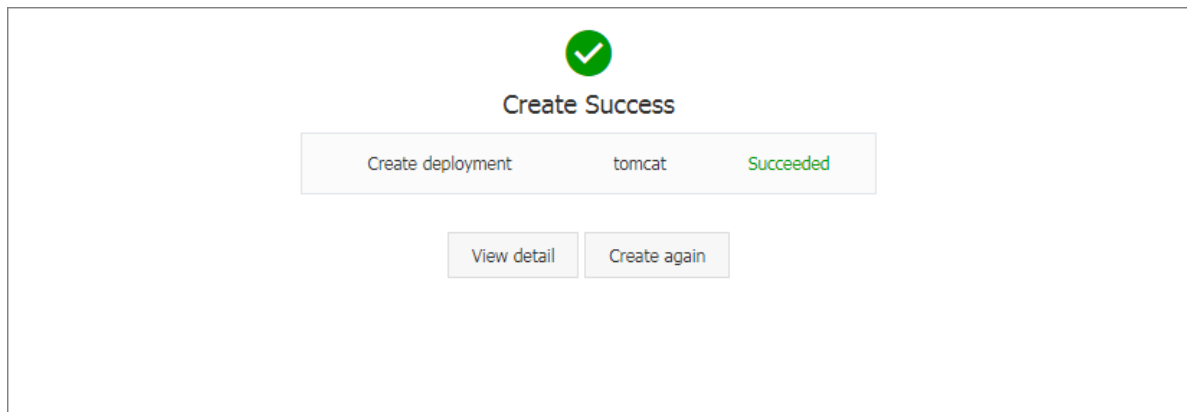 Create Success
Create deployment tomcat Succeeded
View detail Create again